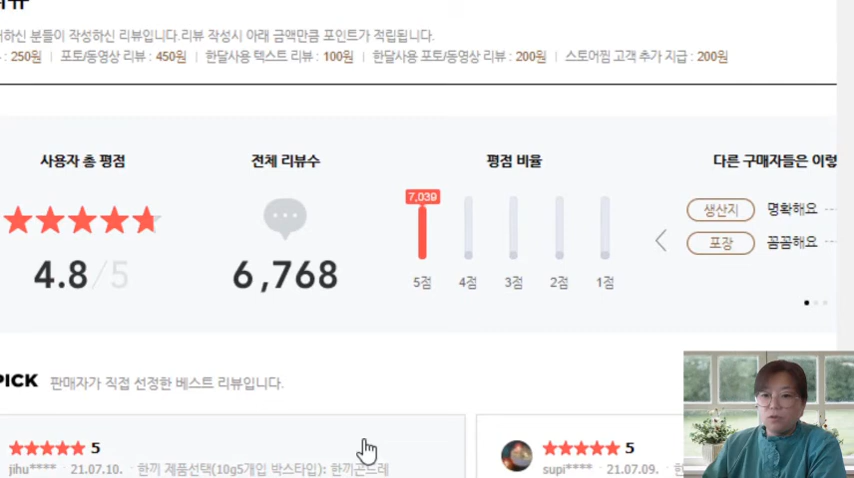 하신 분들이 작성하신 리뷰입니다.리뷰 작성시 아래 금액만큼 포인트가 적립됩니다.
: 250원 | 포토/동영상 리뷰 : 450원 | 한달사용 텍스트 리뷰 : 100원 | 한달사용 포토/동영상 리뷰 : 200원 | 스토어찜 고객 추가 지급 : 200원
사용자 총 평점
전체 리뷰수
평점 비율
다른 구매자들은 이렇
4.8/5
6,768
7,039
5점
4점
3점
2점
1점
생산지 명확해요
포장 꼼꼼해요
PICK 판매자가 직접 선정한 베스트 리뷰입니다.
5
jihu**** · 21.07.10. · 한끼 제품선택(10g5개입 박스타입): 한끼곤드레
5
supi**** · 21.07.09. · 한